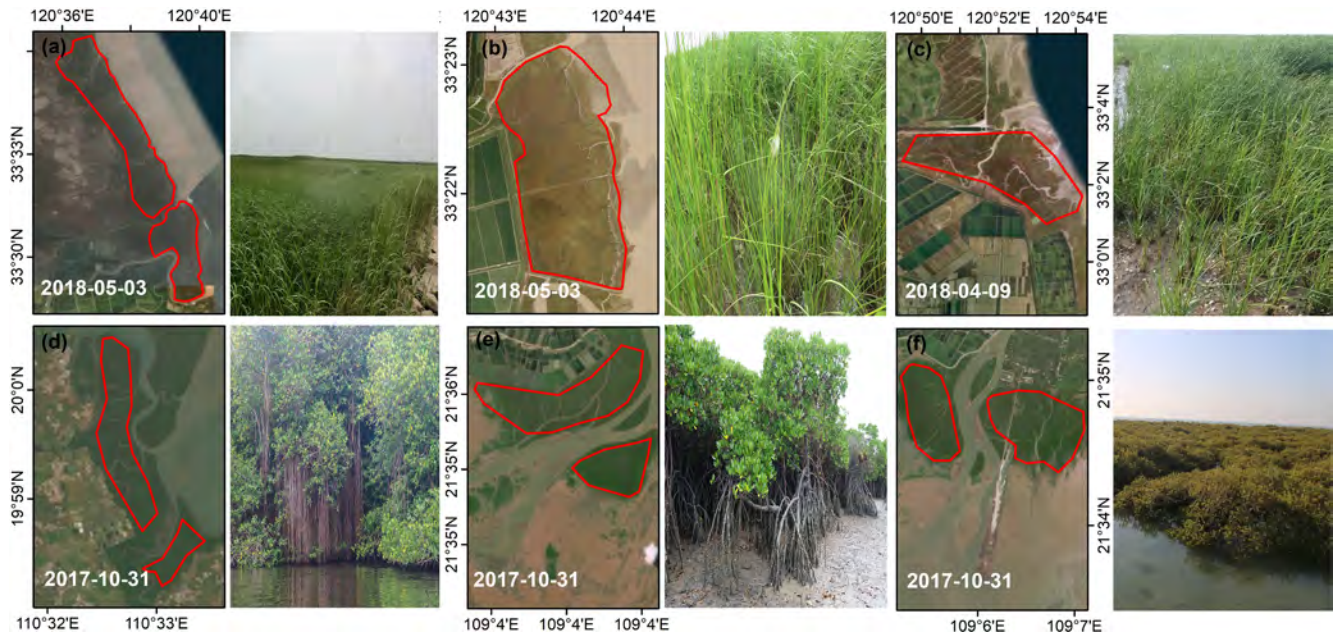 120°36'E 120°40'E 120°43'E 120°44'E 120°50'E 120°52'E 120°54'E
(a) (b) (c)
33°33'N 33°30'N
33°23'N 33°22'N
33°4'N 33°2'N 33°0'N
2018-05-03 2018-05-03 2018-04-09
(d) (e) (f)
20°0'N 19°59'N
21°36'N 21°35'N 21°35'N
21°35'N 21°34'N
2017-10-31 2017-10-31 2017-10-31
110°32'E 110°33'E 109°4'E 109°4'E 109°4'E 109°6'E 109°7'E